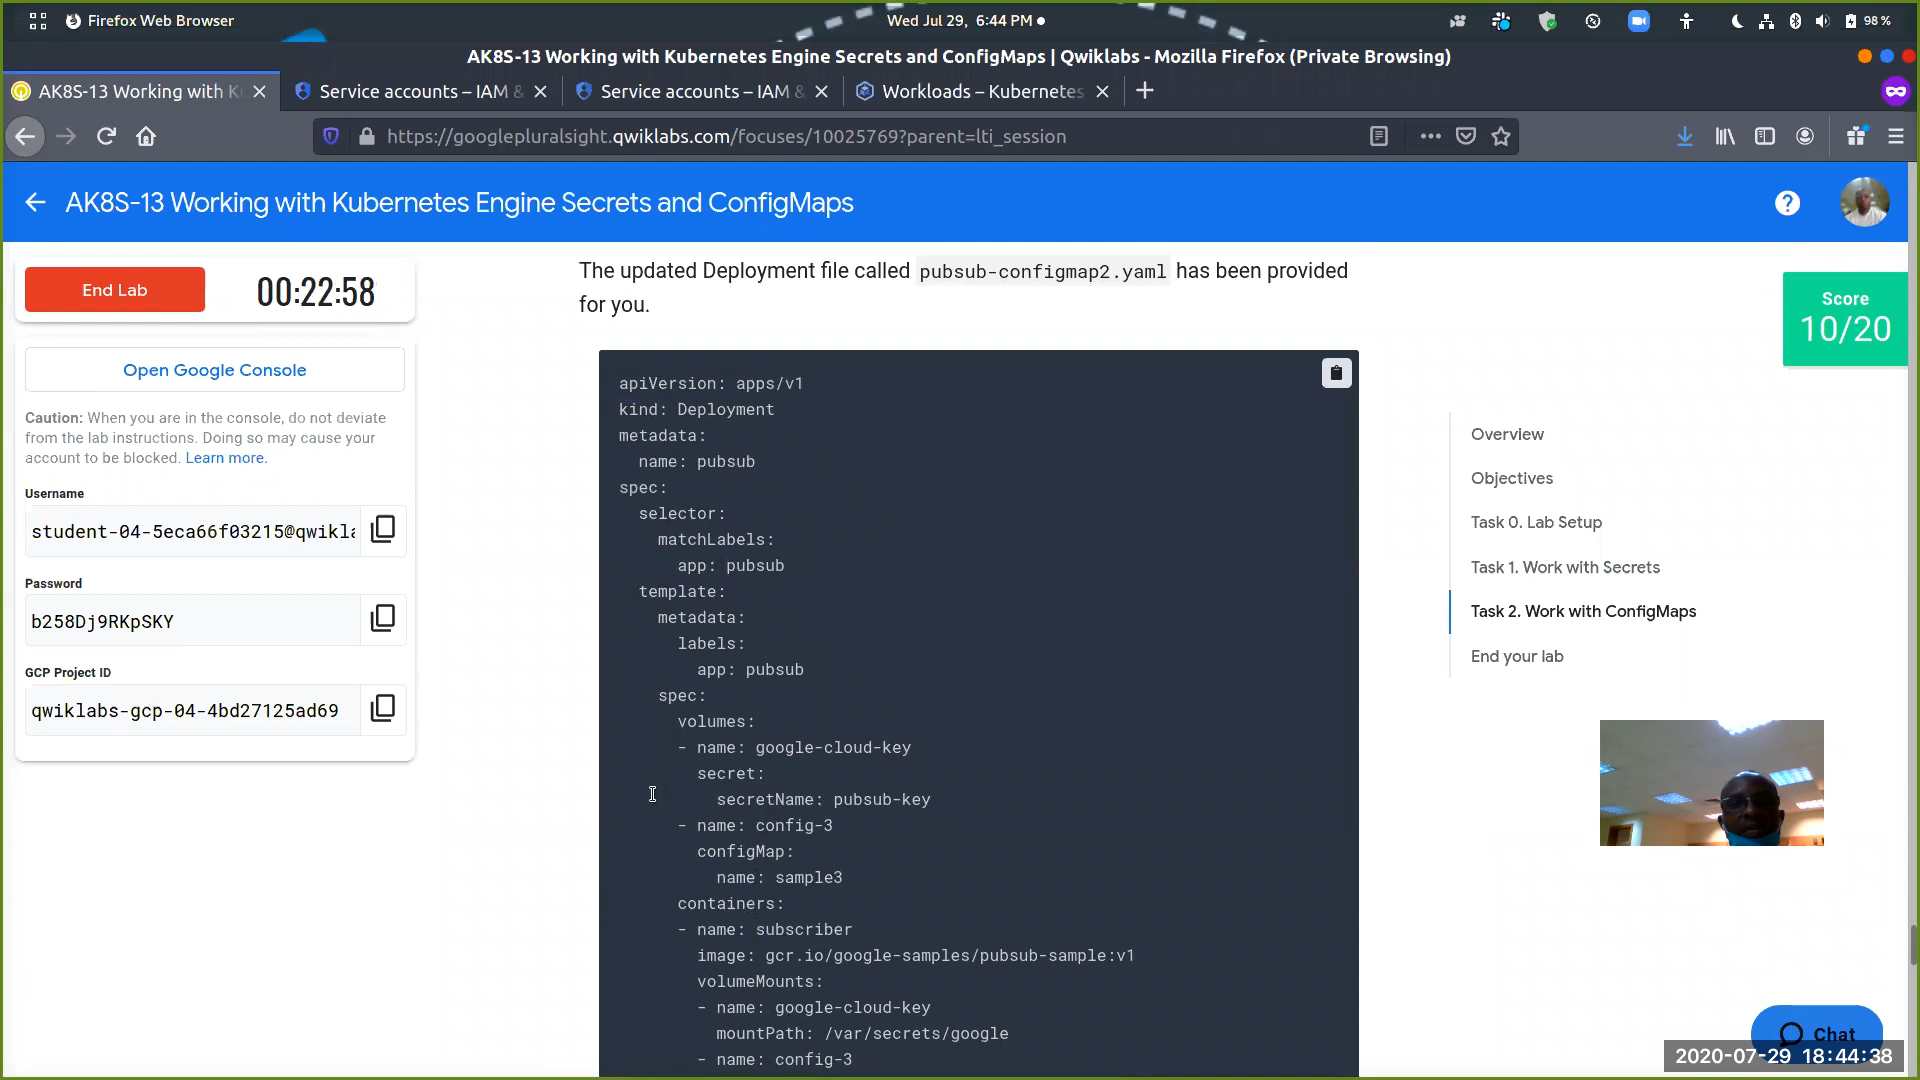 Firefox Web Browser
Wed Jul 29, 6:44 PM
98 %
AK8S-13 Working with Kubernetes Engine Secrets and ConfigMaps | Qwiklabs - Mozilla Firefox (Private Browsing)
AK8S-13 Working with K
Service accounts – IAM &
Service accounts – IAM &
Workloads – Kubernetes
https://googlepluralsight.qwiklabs.com/focuses/10025769?parent=lti_session
AK8S-13 Working with Kubernetes Engine Secrets and ConfigMaps
End Lab
00:22:58
Open Google Console
Caution: When you are in the console, do not deviate
from the lab instructions. Doing so may cause your
account to be blocked. Learn more.
Username
student-04-5eca66f03215@qwikla
Password
b258Dj9RKpSKY
GCP Project ID
qwiklabs-gcp-04-4bd27125ad69
The updated Deployment file called pubsub-configmap2.yaml has been provided
for you.
apiVersion: apps/v1
kind: Deployment
metadata:
  name: pubsub
spec:
  selector:
    matchLabels:
      app: pubsub
  template:
    metadata:
      labels:
        app: pubsub
    spec:
      volumes:
      - name: google-cloud-key
        secret:
          secretName: pubsub-key
      - name: config-3
        configMap:
          name: sample3
      containers:
      - name: subscriber
        image: gcr.io/google-samples/pubsub-sample:v1
        volumeMounts:
        - name: google-cloud-key
          mountPath: /var/secrets/google
        - name: config-3
Score
10/20
Overview
Objectives
Task 0. Lab Setup
Task 1. Work with Secrets
Task 2. Work with ConfigMaps
End your lab
Chat
2020-07-29 18:44:38